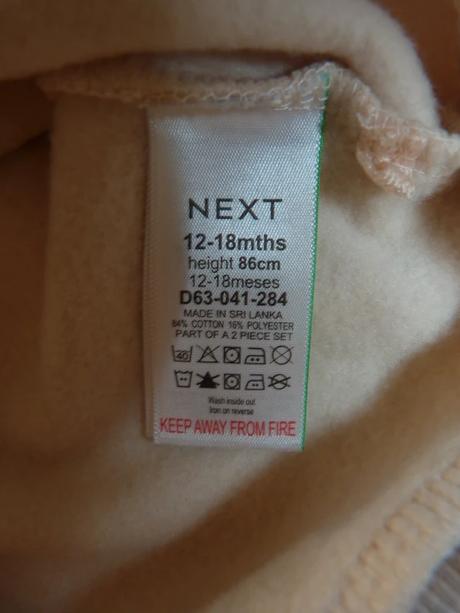 NEXT
12-18mths
height 86cm
12-18meses
D63-041-284
MADE IN SRI LANKA
84% COTTON 16% POLYESTER
PART OF A 2 PIECE SET
40
Wash inside out
Iron on reverse
KEEP AWAY FROM FIRE